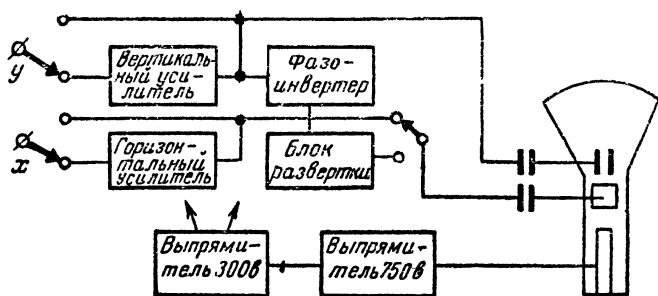 Вертикаль-
ный уси-
литель
Фазо-
инвертер
у
Горизон-
тальный
усилитель
Блок
развертки
х
Выпрями-
тель 300в
Выпрями-
тель 750в